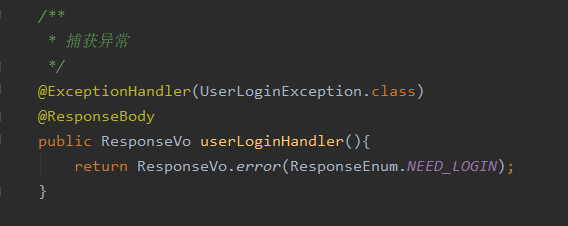 /**
 * 捕获异常
 */
@ExceptionHandler(UserLoginException.class)
@ResponseBody
public ResponseVo userLoginHandler(){
    return ResponseVo.error(ResponseEnum.NEED_LOGIN);
}